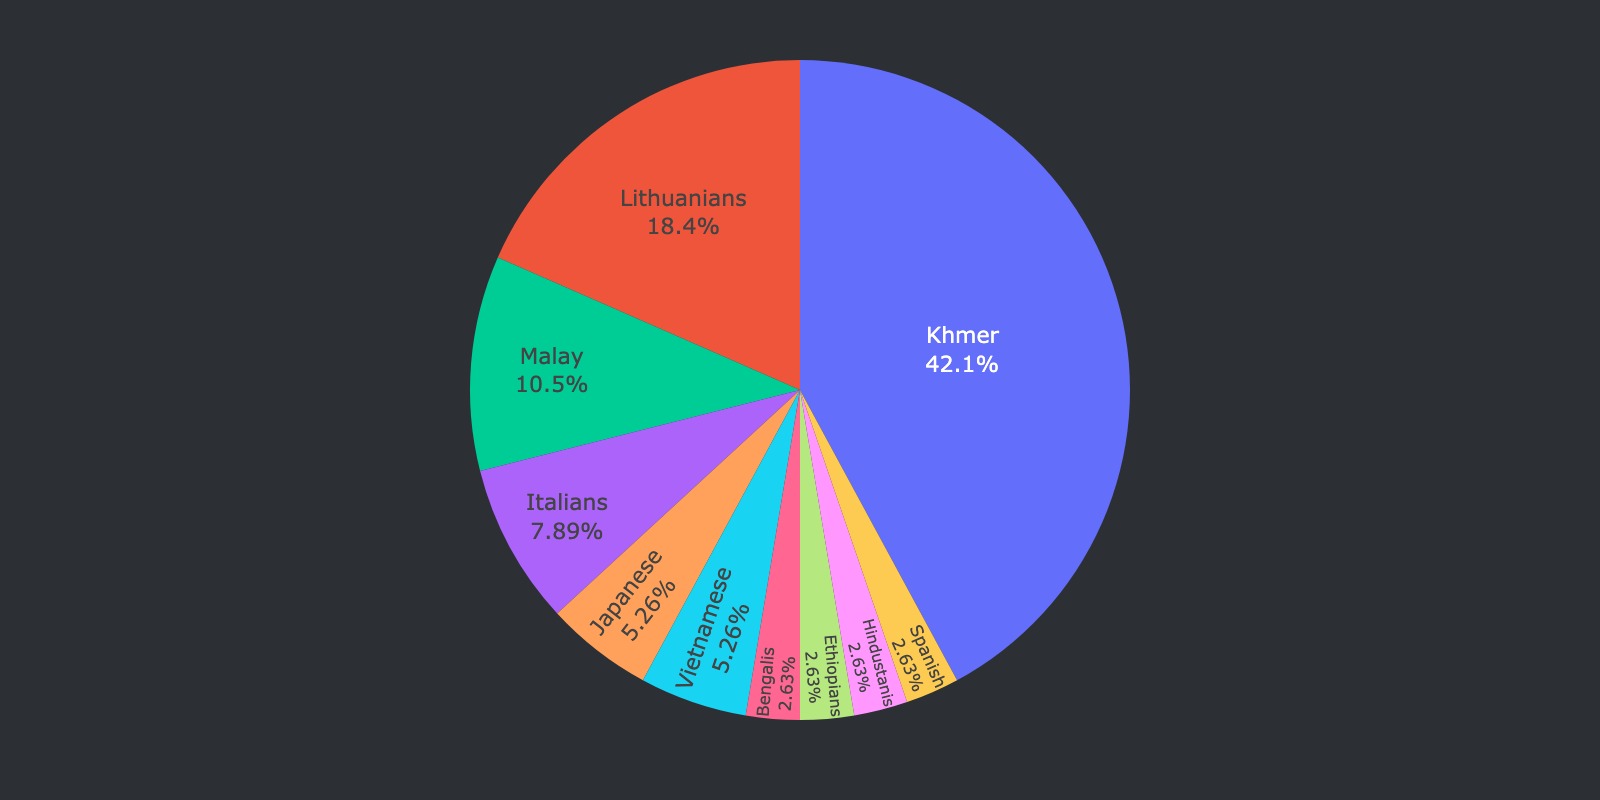 Lithuanians
18.4%
Khmer
42.1%
Malay
10.5%
Italians
7.89%
Japanese
5.26%
Vietnamese
5.26%
Bengalis
2.63%
Ethiopians
2.63%
Hindustanis
2.63%
Spanish
2.63%